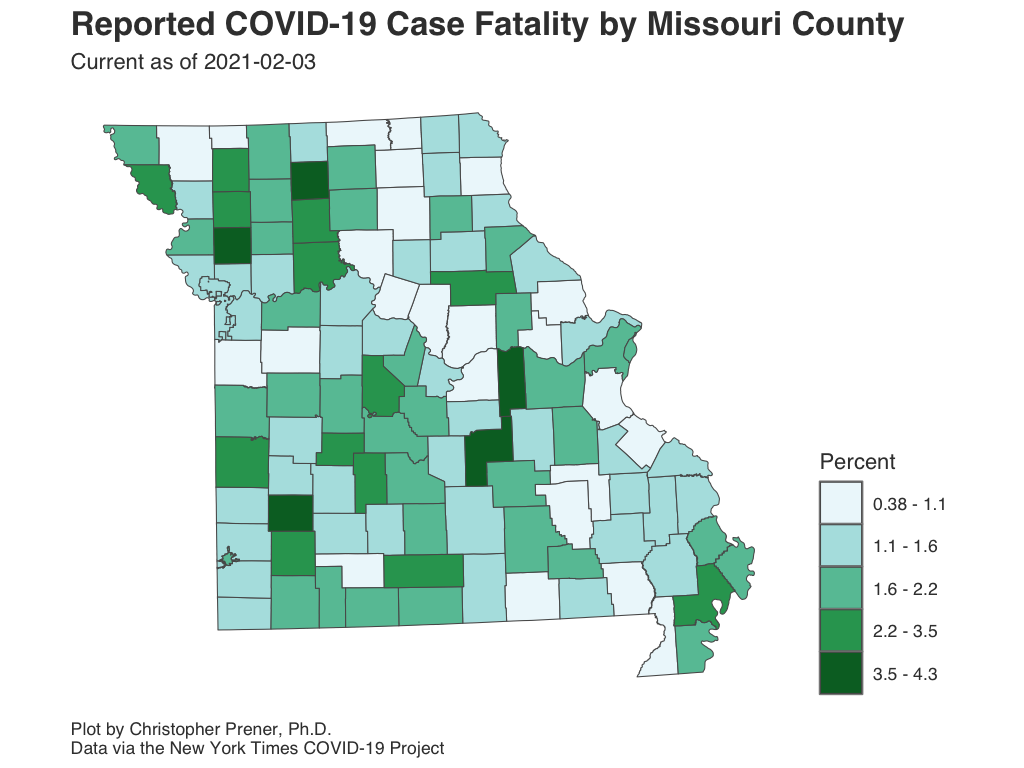 Reported COVID-19 Case Fatality by Missouri County
Current as of 2021-02-03
Percent
0.38 - 1.1
1.1 - 1.6
1.6 - 2.2
2.2 - 3.5
3.5 - 4.3
Plot by Christopher Prener, Ph.D.
Data via the New York Times COVID-19 Project